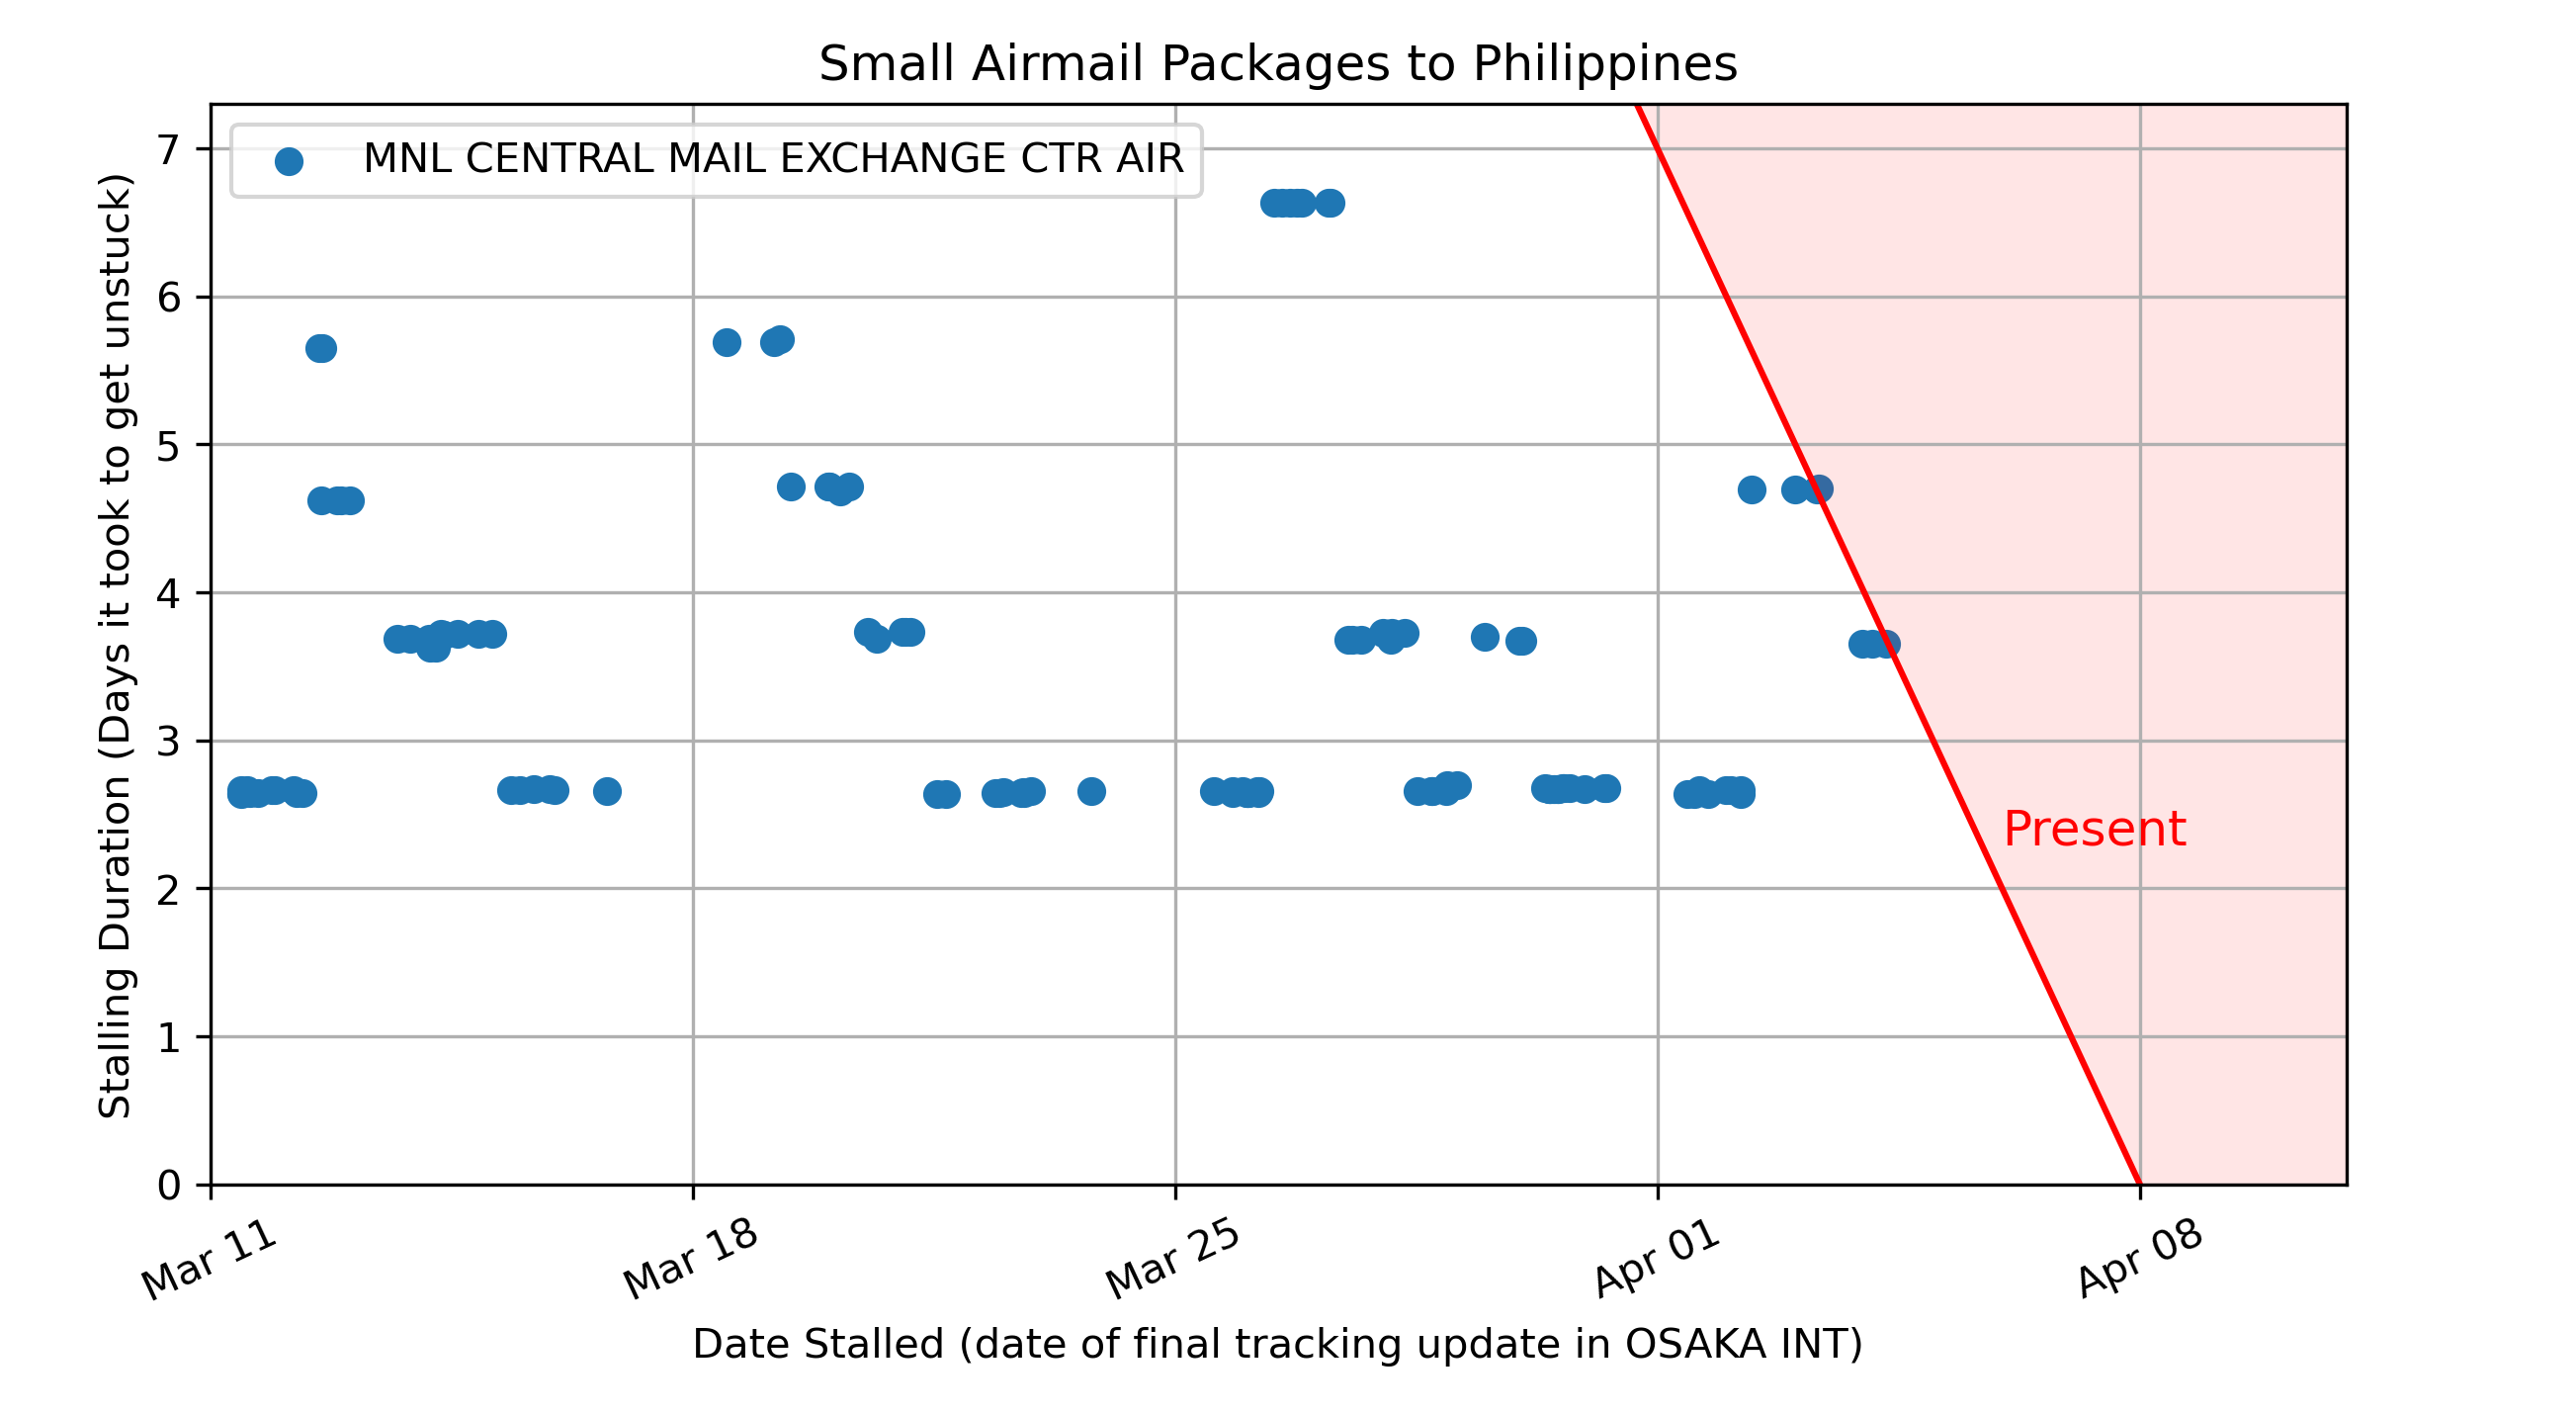 Small Airmail Packages to Philippines
MNL CENTRAL MAIL EXCHANGE CTR AIR
Stalling Duration (Days it took to get unstuck)
7
6
5
4
3
2
1
0
Present
Mar 11
Mar 18
Mar 25
Apr 01
Apr 08
Date Stalled (date of final tracking update in OSAKA INT)